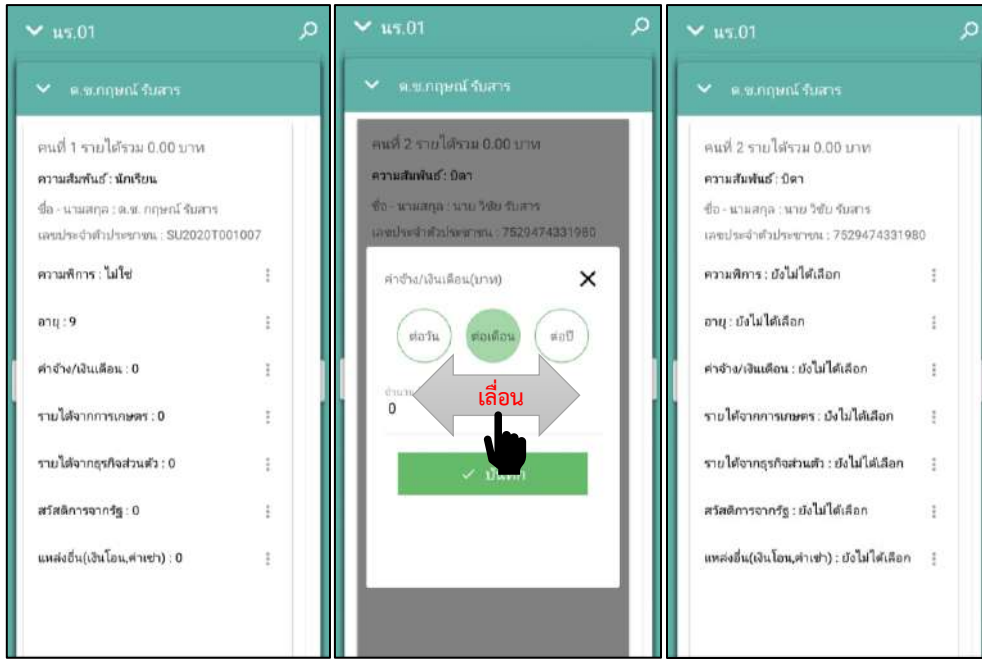 นร.01
ด.ช.กฤษณ์ รับสาร
คนที่ 1 รายได้รวม 0.00 บาท
ความสัมพันธ์ : นักเรียน
ชื่อ - นามสกุล : ด.ช. กฤษณ์ รับสาร
เลขประจำตัวประชาชน : SU2020T001007
ความพิการ : ไม่ใช่
อายุ : 9
ค่าจ้าง/เงินเดือน : 0
รายได้จากการเกษตร : 0
รายได้จากธุรกิจส่วนตัว : 0
สวัสดิการจากรัฐ : 0
แหล่งอื่น(เงินโอน,ค่าเช่า) : 0
นร.01
ด.ช.กฤษณ์ รับสาร
คนที่ 2 รายได้รวม 0.00 บาท
ความสัมพันธ์ : บิดา
ชื่อ - นามสกุล : นาย วิชัย รับสาร
เลขประจำตัวประชาชน : 7529474331980
ค่าจ้าง/เงินเดือน(บาท)
ต่อวัน ต่อเดือน ต่อปี
0
เลื่อน
นร.01
ด.ช.กฤษณ์ รับสาร
คนที่ 2 รายได้รวม 0.00 บาท
ความสัมพันธ์ : บิดา
ชื่อ - นามสกุล : นาย วิชัย รับสาร
เลขประจำตัวประชาชน : 7529474331980
ความพิการ : ยังไม่ได้เลือก
อายุ : ยังไม่ได้เลือก
ค่าจ้าง/เงินเดือน : ยังไม่ได้เลือก
รายได้จากการเกษตร : ยังไม่ได้เลือก
รายได้จากธุรกิจส่วนตัว : ยังไม่ได้เลือก
สวัสดิการจากรัฐ : ยังไม่ได้เลือก
แหล่งอื่น(เงินโอน,ค่าเช่า) : ยังไม่ได้เลือก